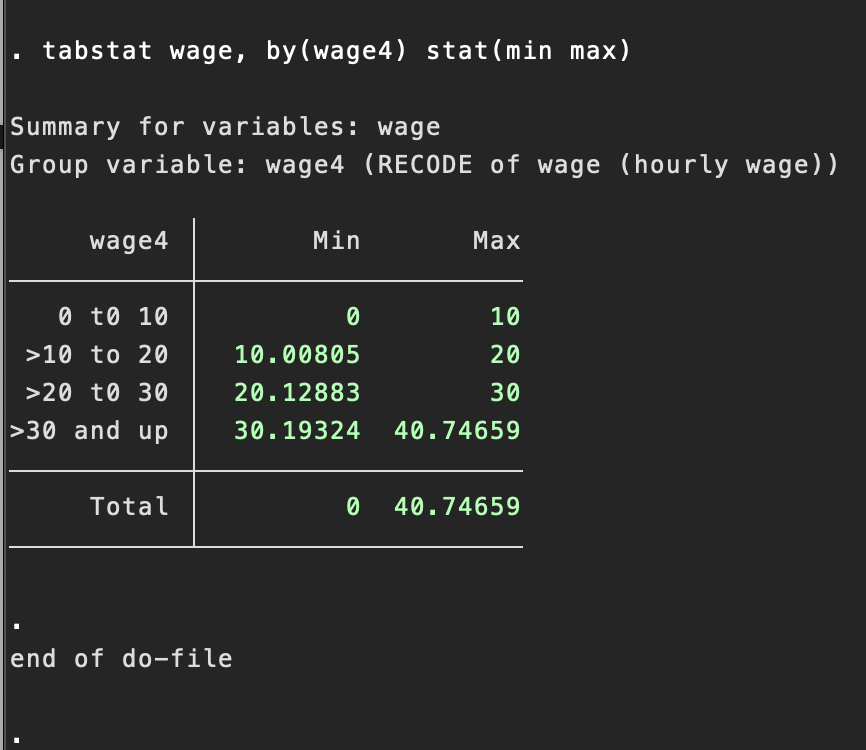 . tabstat wage, by(wage4) stat(min max)
Summary for variables: wage
Group variable: wage4 (RECODE of wage (hourly wage))
wage4 Min Max
0 t0 10 0 10
>10 to 20 10.00805 20
>20 t0 30 20.12883 30
>30 and up 30.19324 40.74659
Total 0 40.74659
.
end of do-file
.